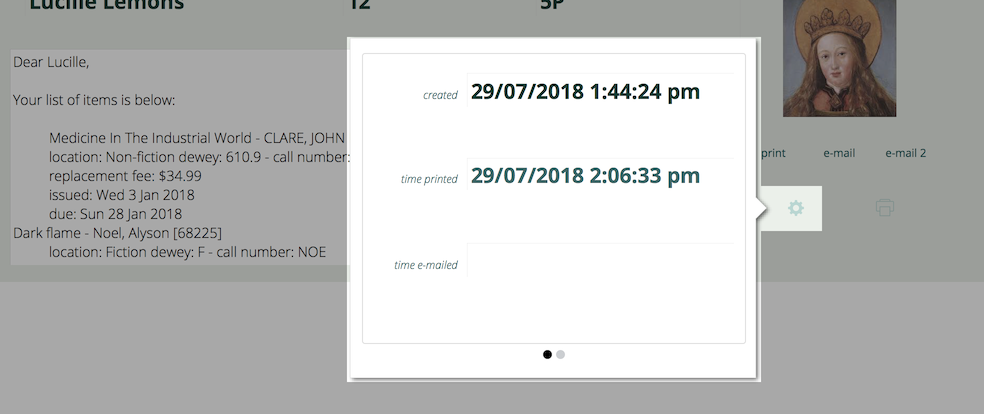 Lucille Lemons 12 5P
Dear Lucille,
Your list of items is below:
Medicine In The Industrial World - CLARE, JOHN
location: Non-fiction dewey: 610.9 - call number:
replacement fee: $34.99
issued: Wed 3 Jan 2018
due: Sun 28 Jan 2018
Dark flame - Noel, Alyson [68225]
location: Fiction dewey: F - call number: NOE
created 29/07/2018 1:44:24 pm
time printed 29/07/2018 2:06:33 pm
time e-mailed
print e-mail e-mail 2